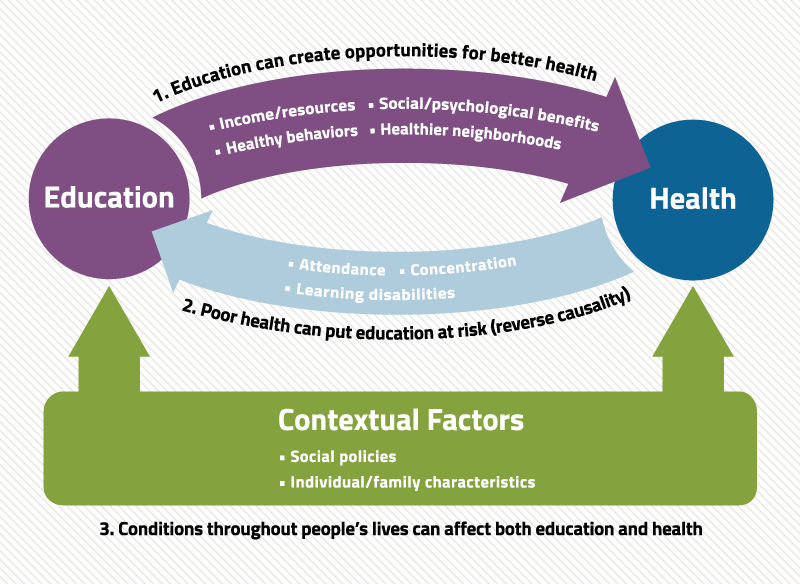 1. Education can create opportunities for better health
▪ Income/resources ▪ Social/psychological benefits
▪ Healthy behaviors ▪ Healthier neighborhoods
Education
Health
▪ Attendance ▪ Concentration
▪ Learning disabilities
2. Poor health can put education at risk (reverse causality)
Contextual Factors
▪ Social policies
▪ Individual/family characteristics
3. Conditions throughout people’s lives can affect both education and health